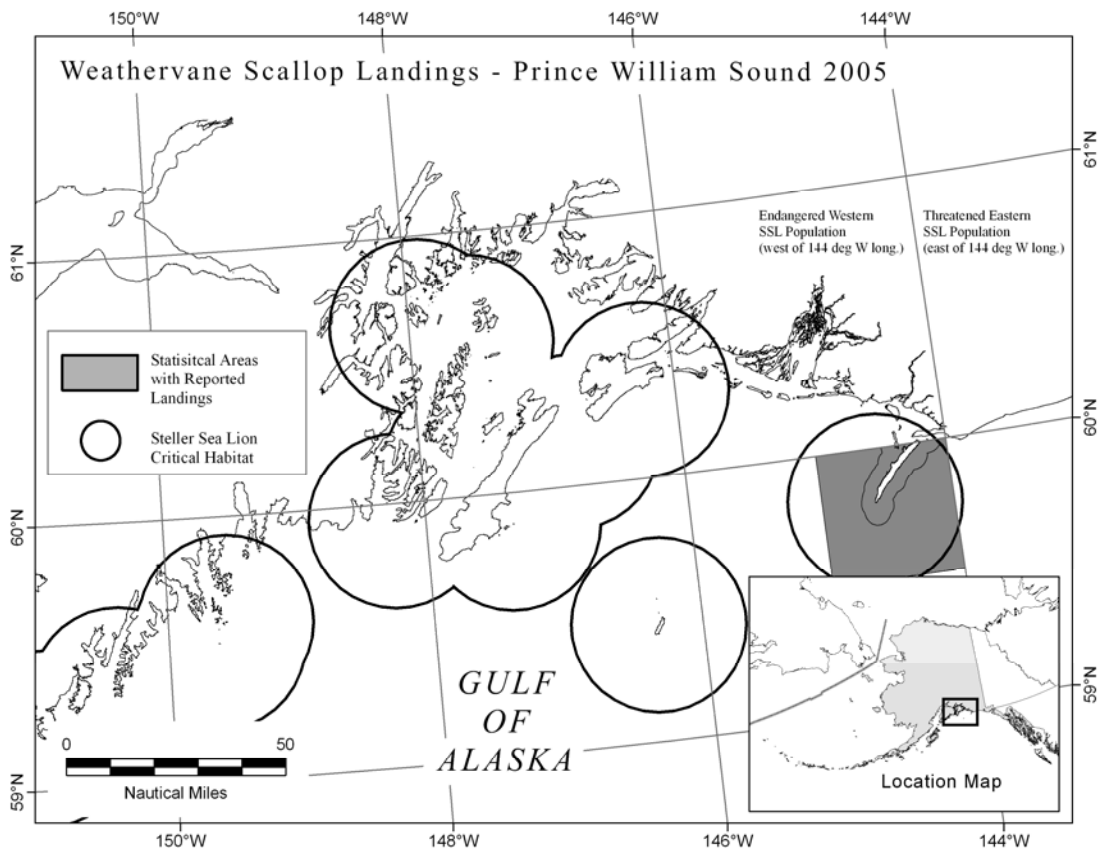 150°W 148°W 146°W 144°W
Weathervane Scallop Landings - Prince William Sound 2005
61°N
Endangered Western
SSL Population
(west of 144 deg W long.)
Threatened Eastern
SSL Population
(east of 144 deg W long.)
61°N
Statisitcal Areas
with Reported
Landings
Steller Sea Lion
Critical Habitat
60°N
60°N
GULF
OF
ALASKA
59°N
0 50
Nautical Miles
59°N
Location Map
150°W 148°W 146°W 144°W